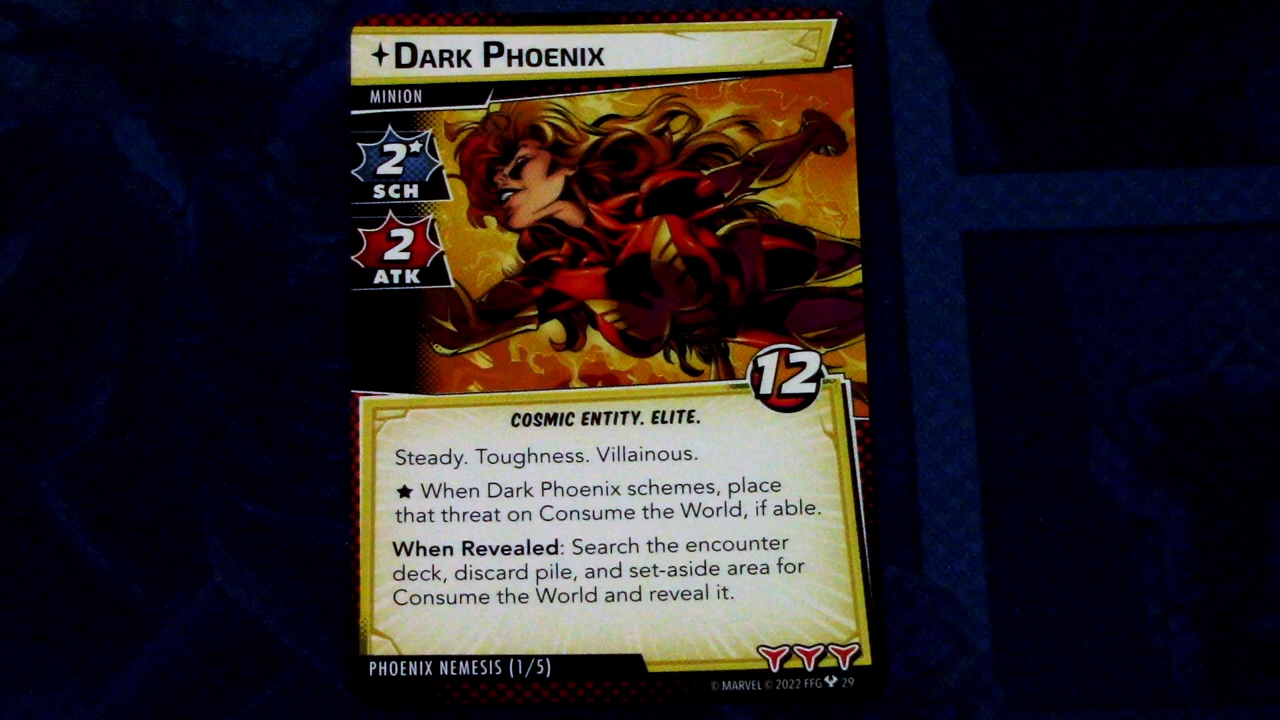 DARK PHOENIX
MINION
2★
SCH
2
ATK
12
COSMIC ENTITY. ELITE.
Steady. Toughness. Villainous.
★ When Dark Phoenix schemes, place
that threat on Consume the World, if able.
When Revealed: Search the encounter
deck, discard pile, and set-aside area for
Consume the World and reveal it.
PHOENIX NEMESIS (1/5)
© MARVEL © 2022 FFG 29